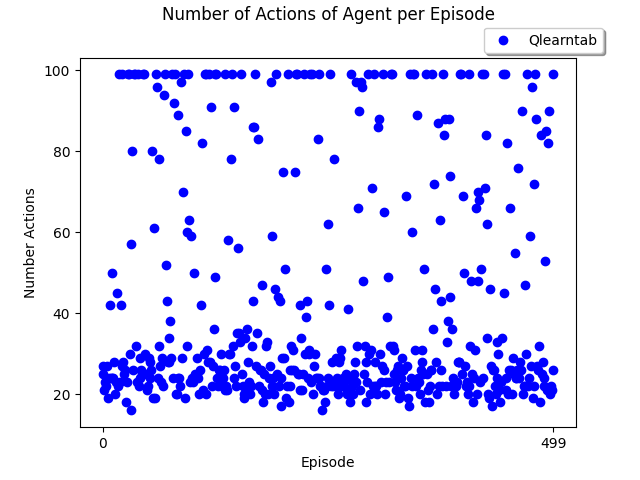 Number of Actions of Agent per Episode
Qlearntab
100
80
60
40
20
Number Actions
0
499
Episode